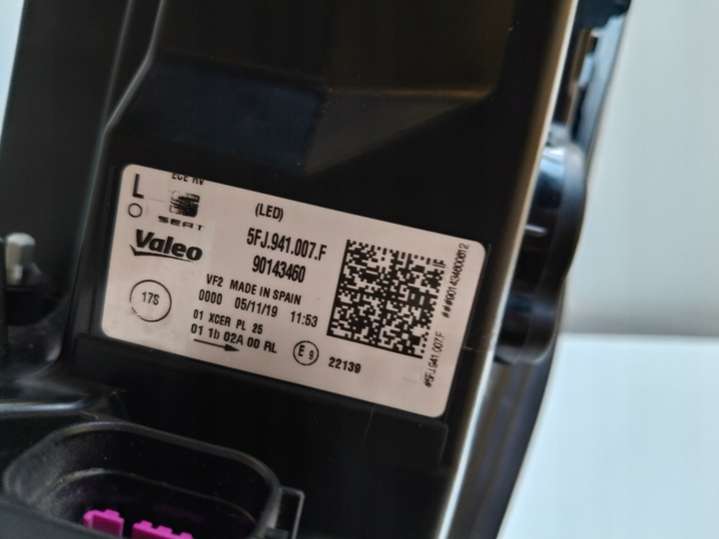 L
SEAT
(LED)
Valeo
5FJ.941.007.F
90143460
17S
VF2 MADE IN SPAIN
0000 05/11/19 11:53
01 XCER PL 25
01 1b 02A 00 RL
E9 22139
#5FJ.941.007.F